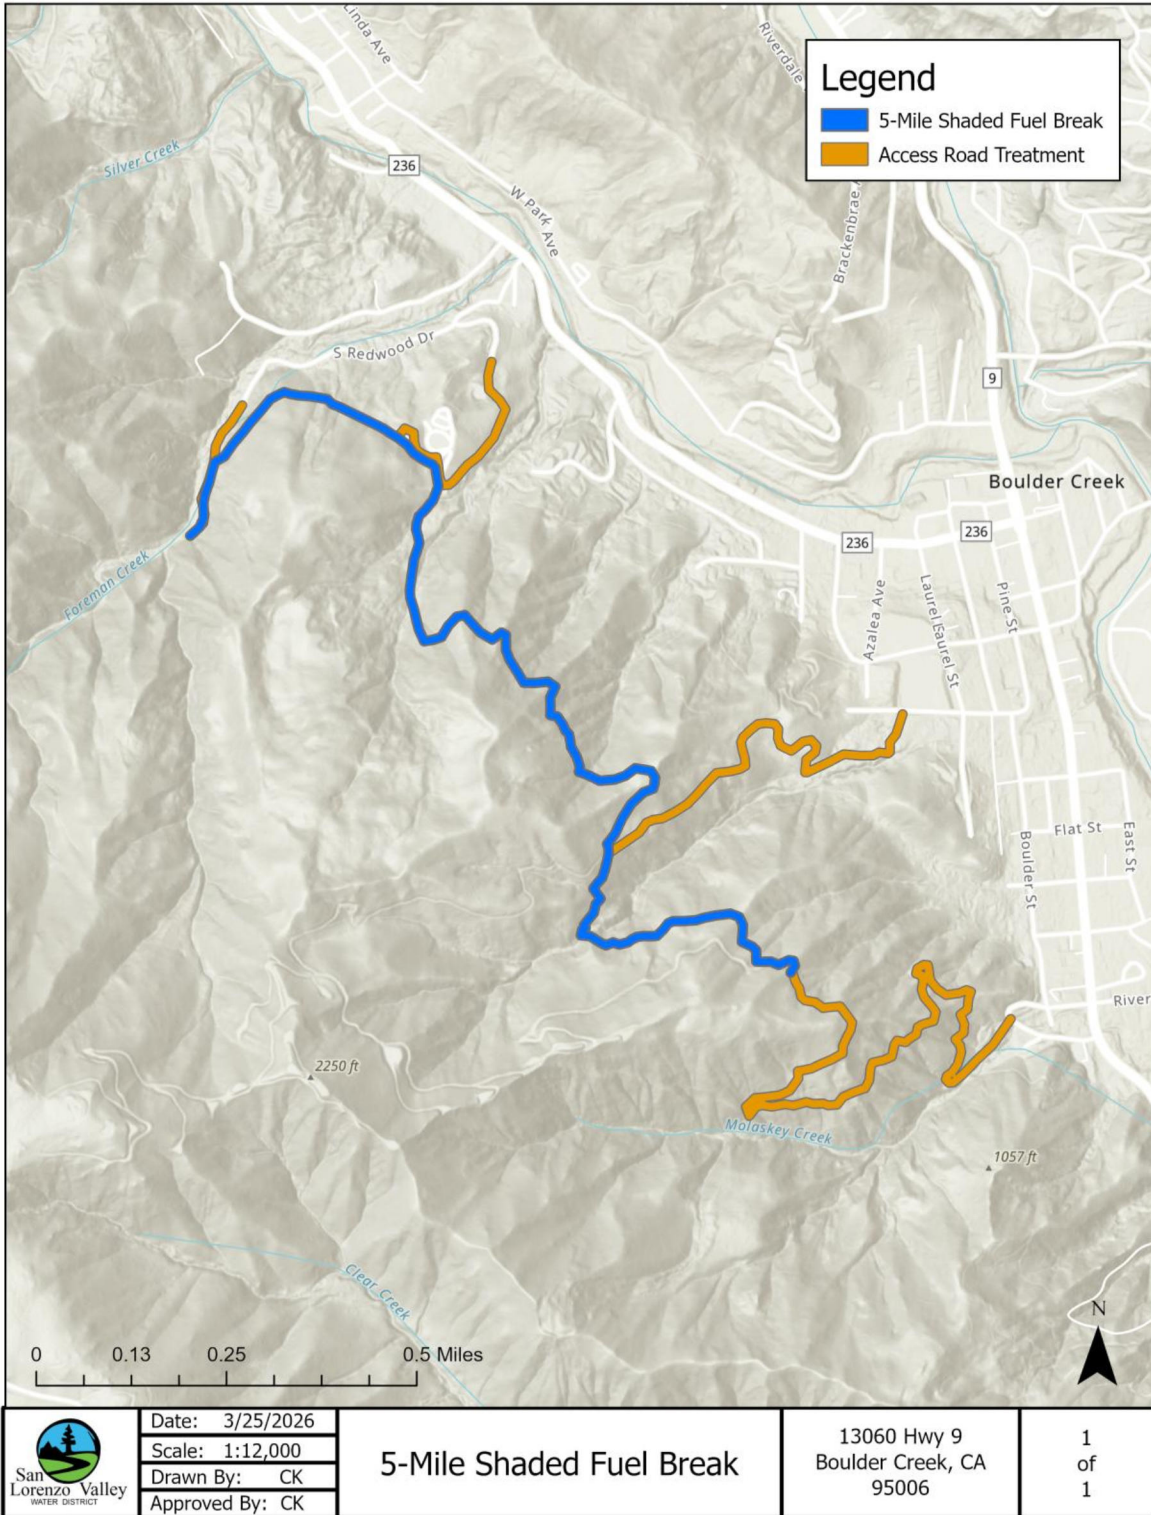 Linda Ave
Riverdale
Legend
5-Mile Shaded Fuel Break
Access Road Treatment
Silver Creek
236
W Park Ave
Brackenbrae
S Redwood Dr
9
Boulder Creek
236
236
Foreman Creek
Azalea Ave
Laurel
Laurel St
Pine St
Flat St
East St
Boulder St
River
2250 ft
Molaskey Creek
1057 ft
Clear Creek
N
0 0.13 0.25 0.5 Miles
San
Lorenzo Valley
WATER DISTRICT
Date: 3/25/2026
Scale: 1:12,000
Drawn By: CK
Approved By: CK
5-Mile Shaded Fuel Break
13060 Hwy 9
Boulder Creek, CA
95006
1
of
1